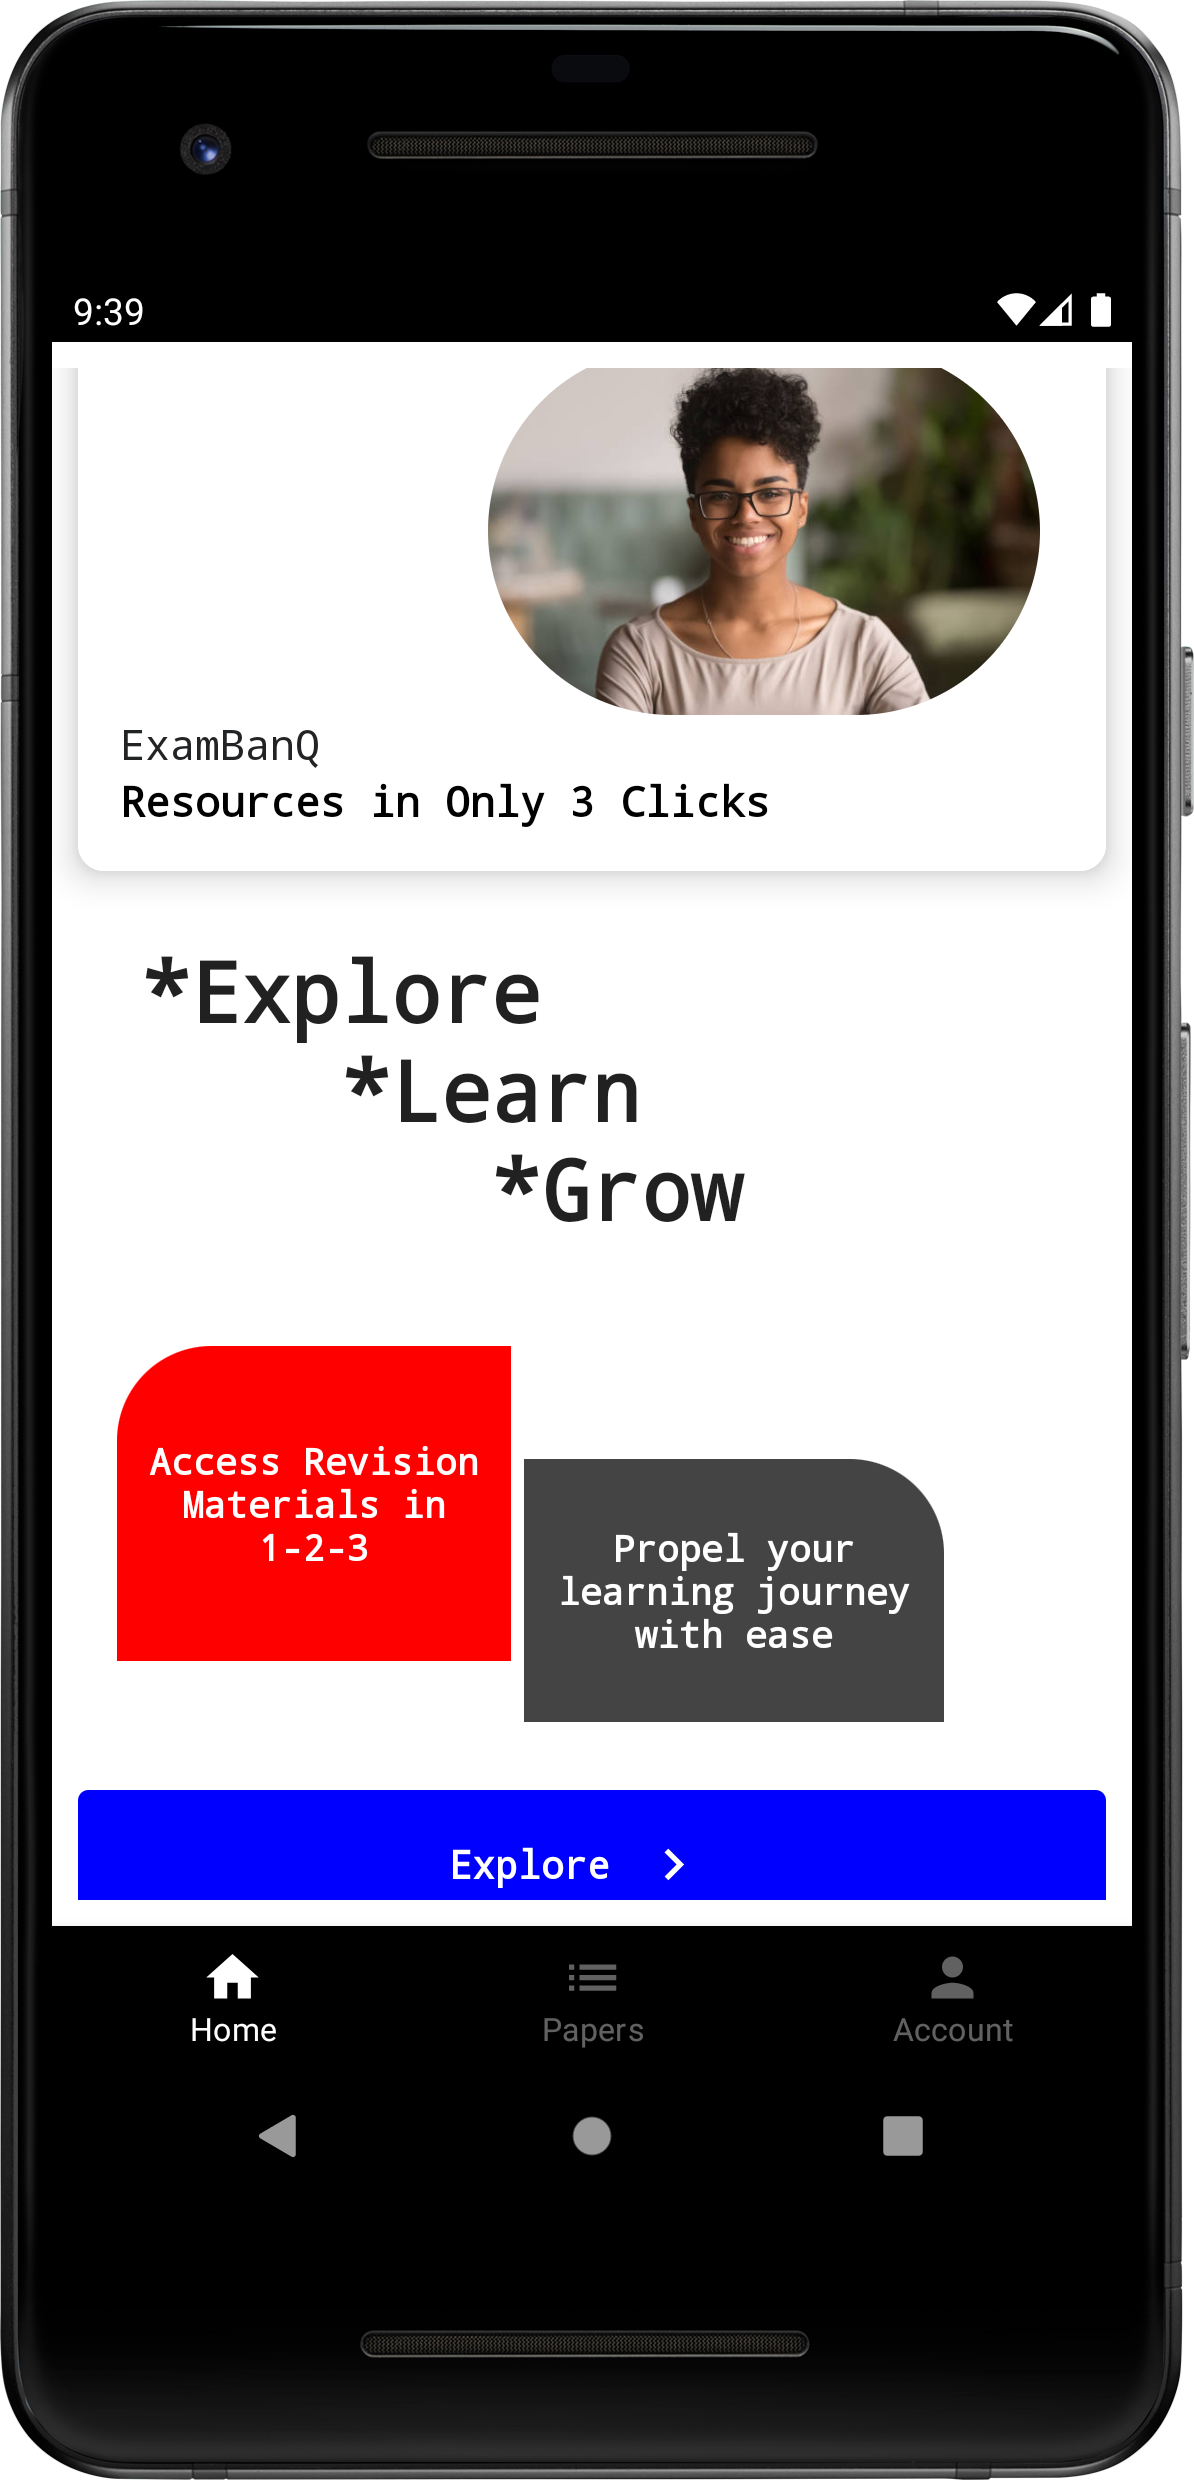 9:39
ExamBanQ
Resources in Only 3 Clicks
*Explore
*Learn
*Grow
Access Revision
Materials in
1-2-3
Propel your
learning journey
with ease
Explore
Home
Papers
Account